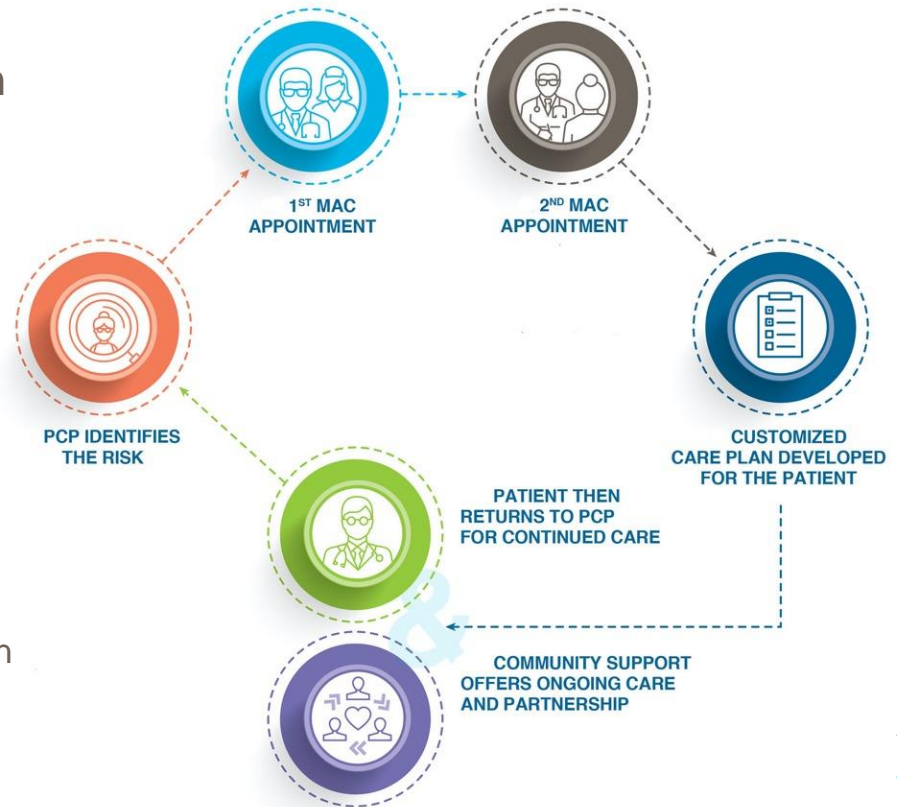 1ST MAC
APPOINTMENT
2ND MAC
APPOINTMENT
PCP IDENTIFIES
THE RISK
CUSTOMIZED
CARE PLAN DEVELOPED
FOR THE PATIENT
PATIENT THEN
RETURNS TO PCP
FOR CONTINUED CARE
&
COMMUNITY SUPPORT
OFFERS ONGOING CARE
AND PARTNERSHIP